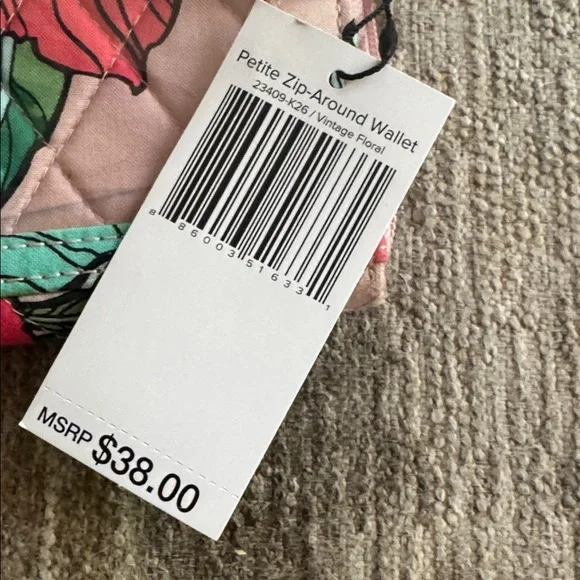 Petite Zip-Around Wallet
23409-K26 / Vintage Floral
8 86003 51633 1
MSRP $38.00